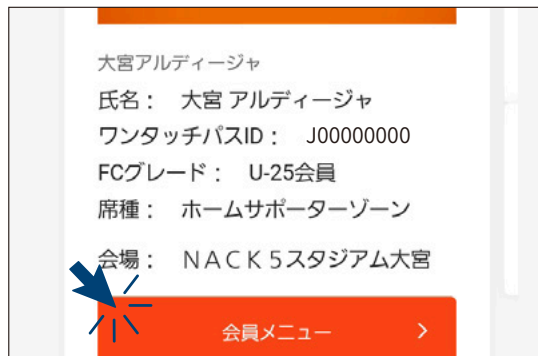 大宮アルディージャ
氏名： 大宮 アルディージャ
ワンタッチパスID： J00000000
FCグレード： U-25会員
席種： ホームサポーターゾーン
会場： ＮＡＣＫ５スタジアム大宮
会員メニュー